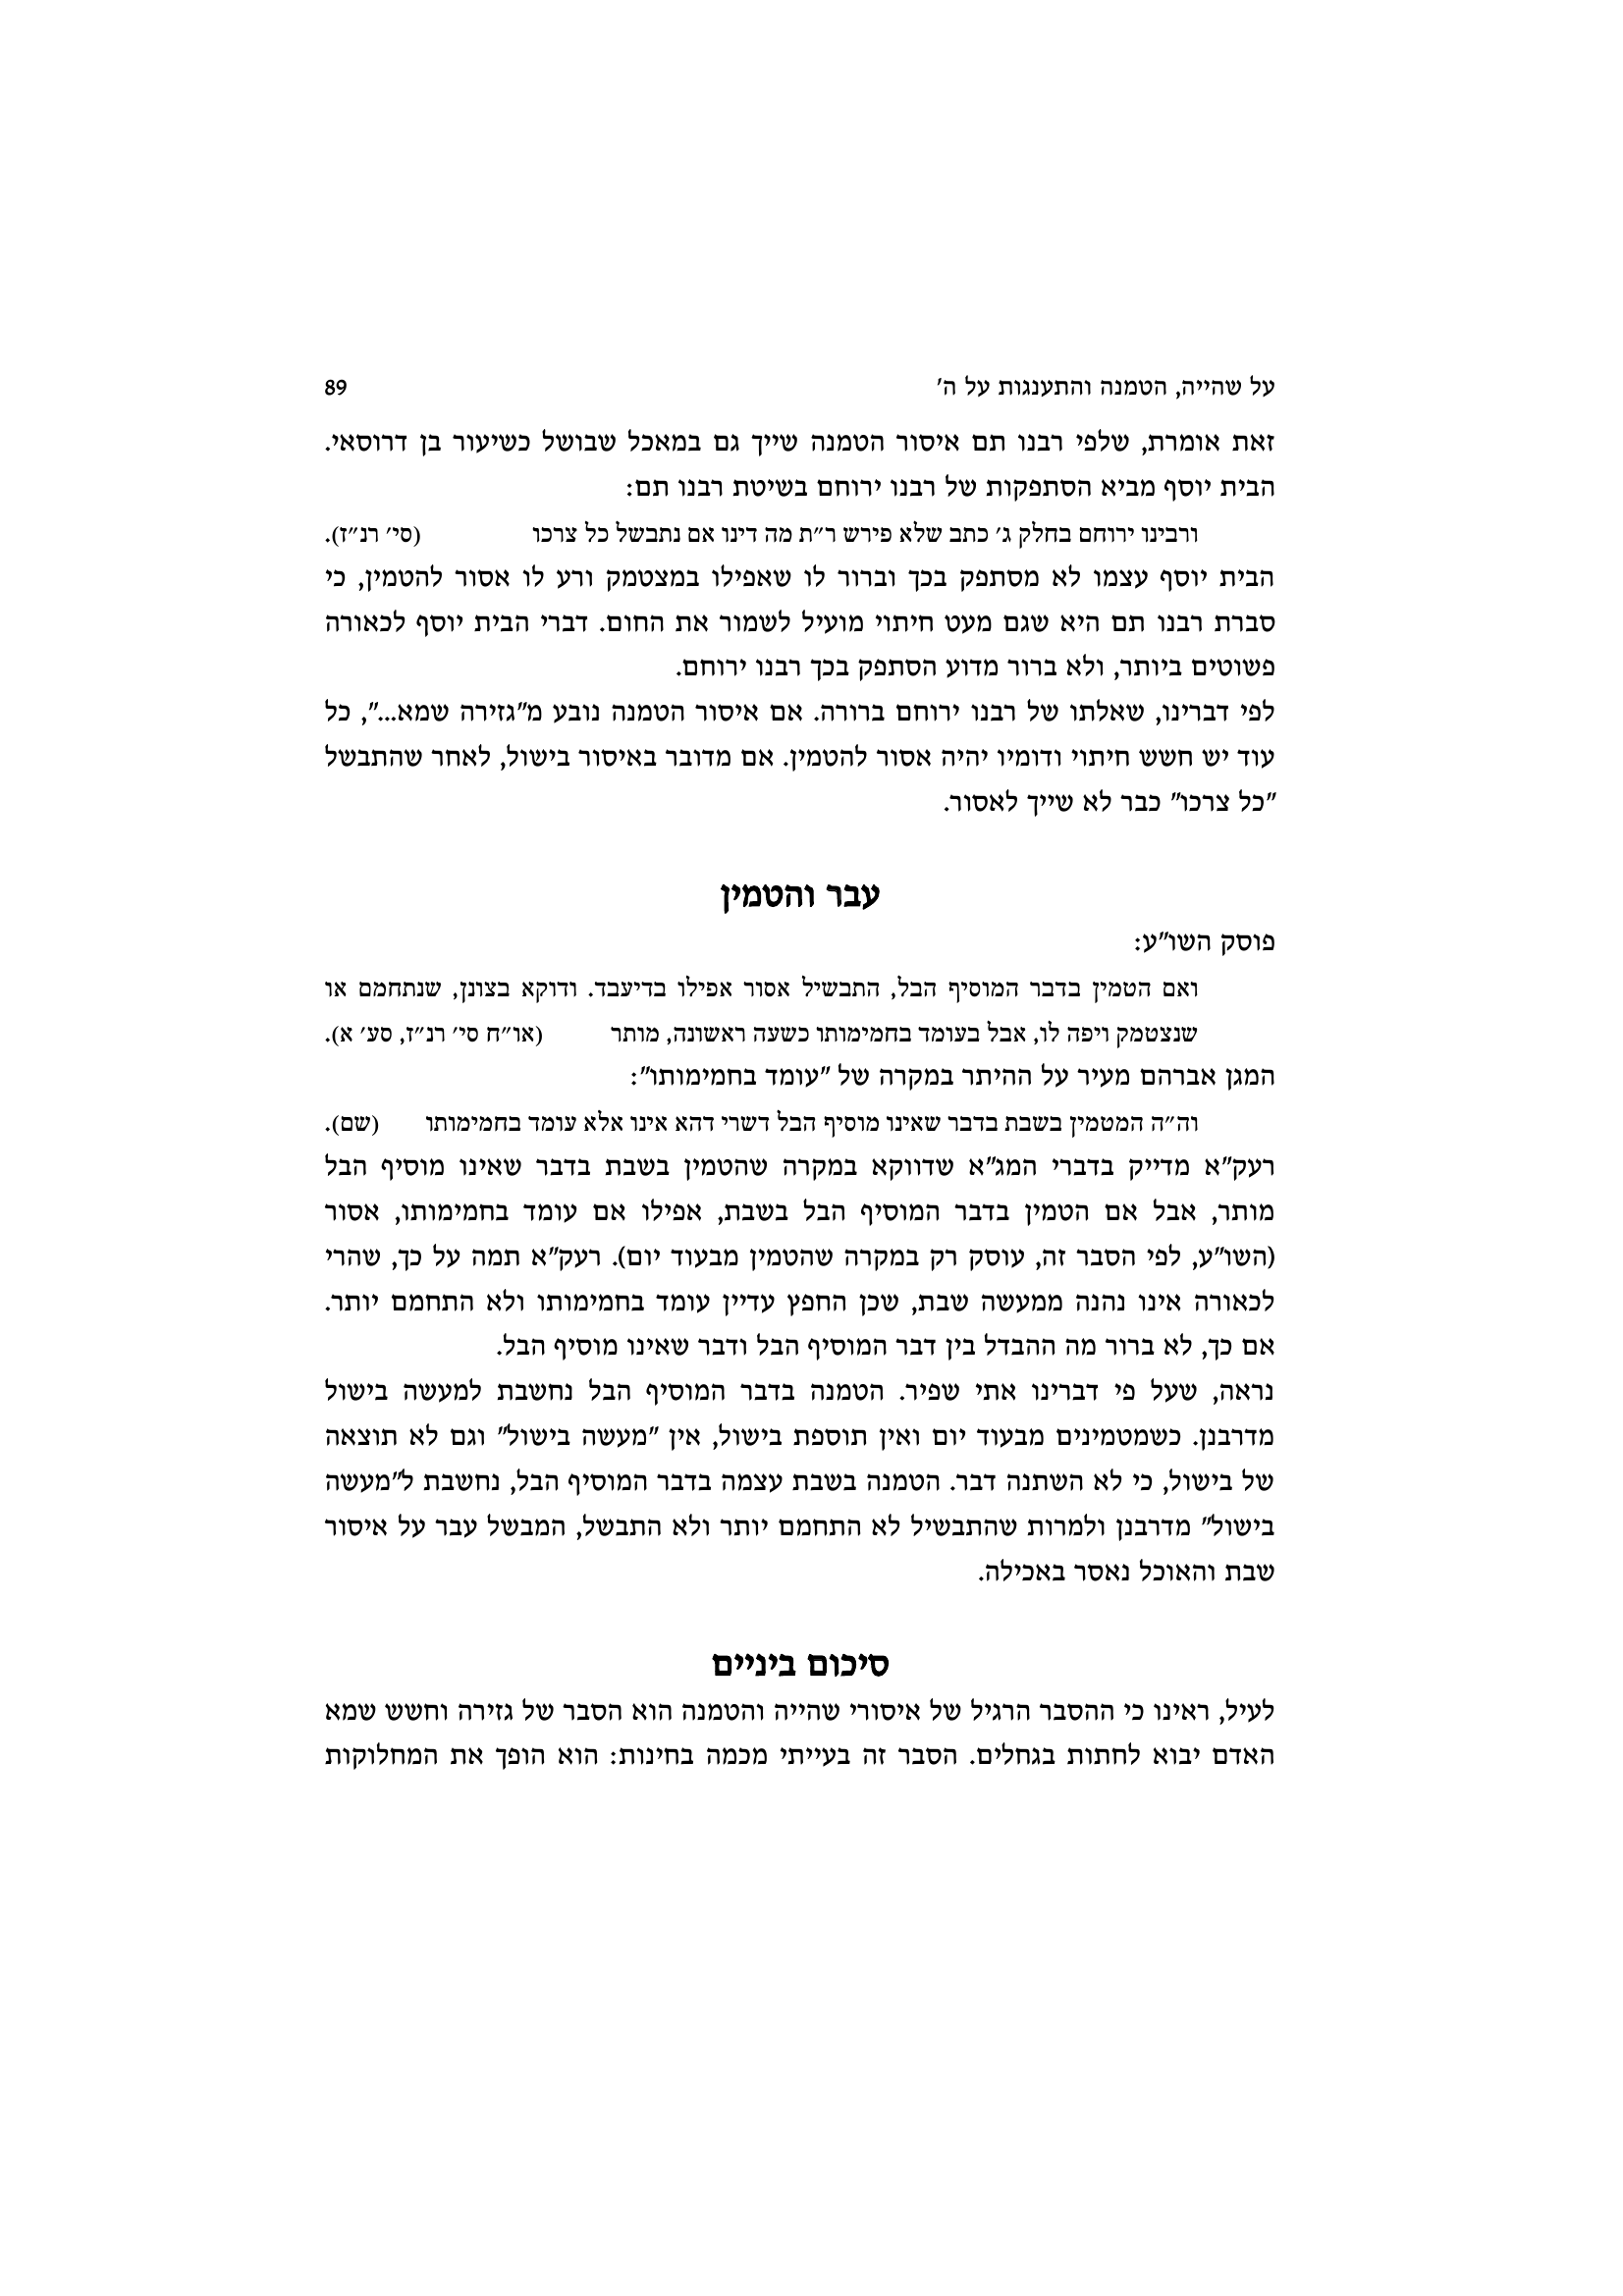 על שהייה, הטמנה והתענגות על ה' 89
זאת אומרת, שלפי רבנו תם איסור הטמנה שייך גם במאכל שבושל כשיעור בן דרוסאי.
הבית יוסף מביא הסתפקות של רבנו ירוחם בשיטת רבנו תם:
ורבינו ירוחם בחלק ג׳ כתב שלא פירש ר״ת מה דינו אם נתבשל כל צרכו (סי׳ רנ״ז).
הבית יוסף עצמו לא מסתפק בכך וברור לו שאפילו במצטמק ורע לו אסור להטמין, כי
סברת רבנו תם היא שגם מעט חיתוי מועיל לשמור את החום. דברי הבית יוסף לכאורה
פשוטים ביותר, ולא ברור מדוע הסתפק בכך רבנו ירוחם.
לפי דברינו, שאלתו של רבנו ירוחם ברורה. אם איסור הטמנה נובע מ"גזירה שמא...", כל
עוד יש חשש חיתוי ודומיו יהיה אסור להטמין. אם מדובר באיסור בישול, לאחר שהתבשל
"כל צרכו" כבר לא שייך לאסור.
עבר והטמין
פוסק השו"ע:
ואם הטמין בדבר המוסיף הבל, התבשיל אסור אפילו בדיעבד. ודוקא בצונן, שנתחמם או
שנצטמק ויפה לו, אבל בעומד בחמימותו כשעה ראשונה, מותר (או״ח סי׳ רנ״ז, סע׳ א).
המגן אברהם מעיר על ההיתר במקרה של "עומד בחמימותו":
וה״ה המטמין בשבת בדבר שאינו מוסיף הבל דשרי דהא אינו אלא עומד בחמימותו (שם).
רעק"א מדייק בדברי המג"א שדווקא במקרה שהטמין בשבת בדבר שאינו מוסיף הבל
מותר, אבל אם הטמין בדבר המוסיף הבל בשבת, אפילו אם עומד בחמימותו, אסור
(השו"ע, לפי הסבר זה, עוסק רק במקרה שהטמין מבעוד יום). רעק"א תמה על כך, שהרי
לכאורה אינו נהנה ממעשה שבת, שכן החפץ עדיין עומד בחמימותו ולא התחמם יותר.
אם כך, לא ברור מה ההבדל בין דבר המוסיף הבל ודבר שאינו מוסיף הבל.
נראה, שעל פי דברינו אתי שפיר. הטמנה בדבר המוסיף הבל נחשבת למעשה בישול
מדרבנן. כשמטמינים מבעוד יום ואין תוספת בישול, אין "מעשה בישול" וגם לא תוצאה
של בישול, כי לא השתנה דבר. הטמנה בשבת עצמה בדבר המוסיף הבל, נחשבת ל"מעשה
בישול" מדרבנן ולמרות שהתבשיל לא התחמם יותר ולא התבשל, המבשל עבר על איסור
שבת והאוכל נאסר באכילה.
סיכום ביניים
לעיל, ראינו כי ההסבר הרגיל של איסורי שהייה והטמנה הוא הסבר של גזירה וחשש שמא
האדם יבוא לחתות בגחלים. הסבר זה בעייתי מכמה בחינות: הוא הופך את המחלוקות